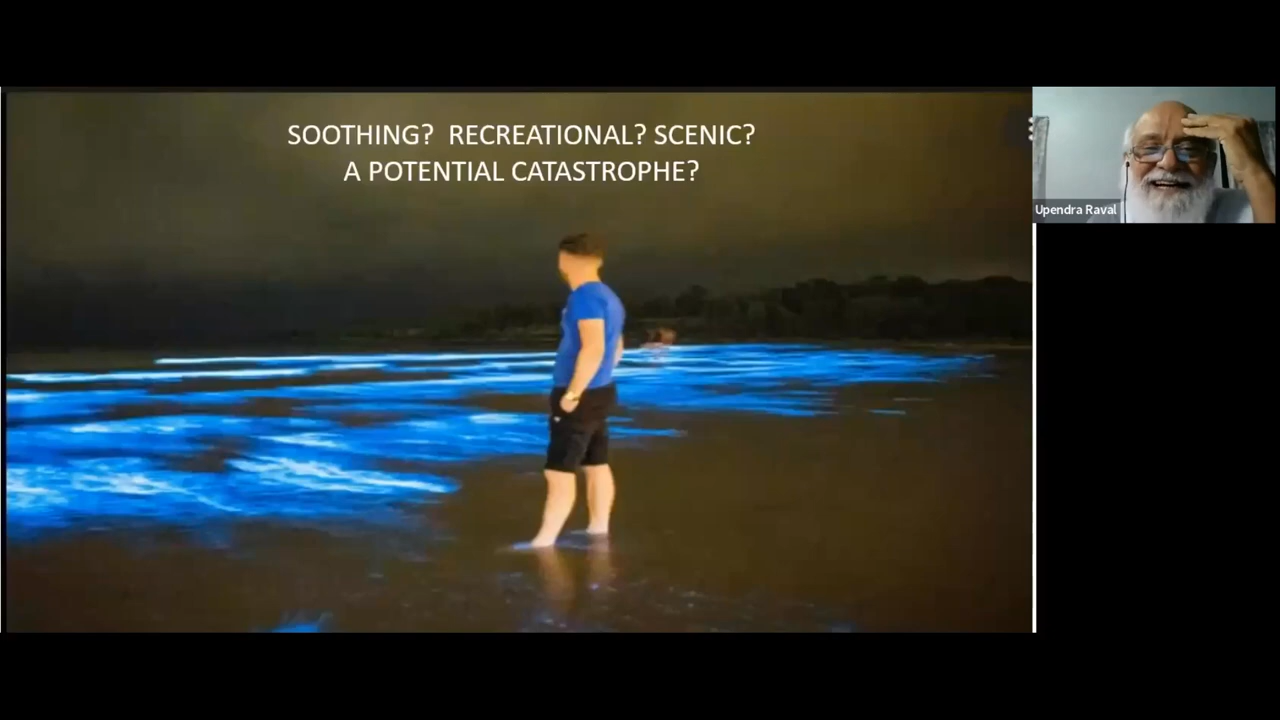 SOOTHING?  RECREATIONAL? SCENIC?
A POTENTIAL CATASTROPHE?
Upendra Raval